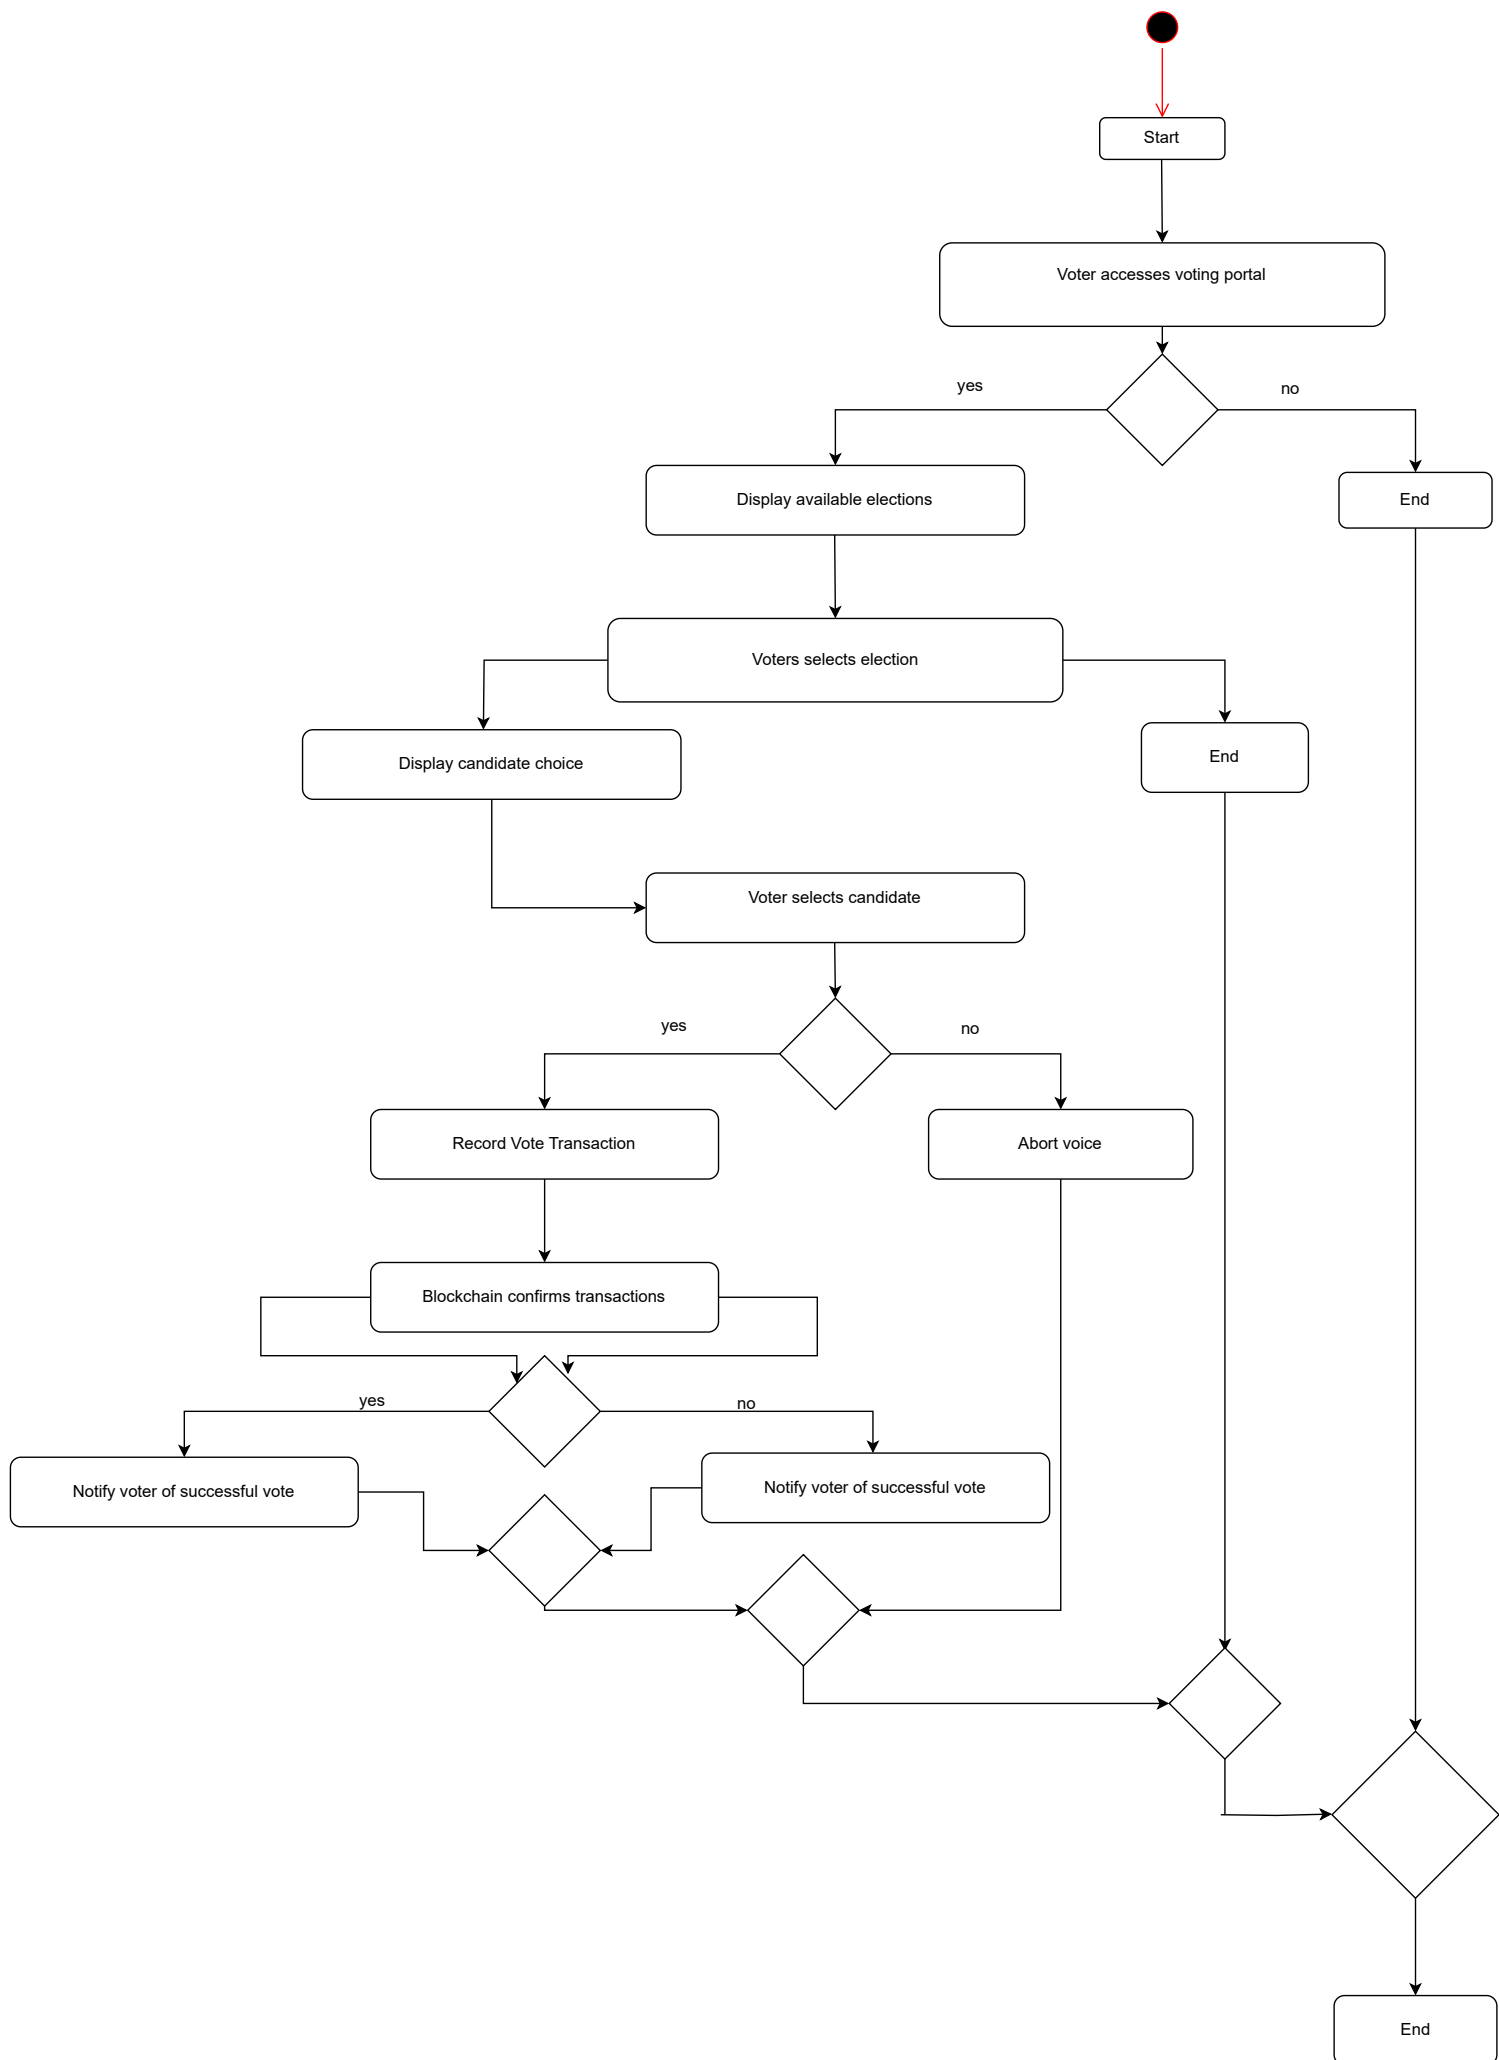 Start
Voter accesses voting portal
yes
no
Display available elections
End
Voters selects election
Display candidate choice
End
Voter selects candidate
yes
no
Record Vote Transaction
Abort voice
Blockchain confirms transactions
yes
no
Notify voter of successful vote
Notify voter of successful vote
End